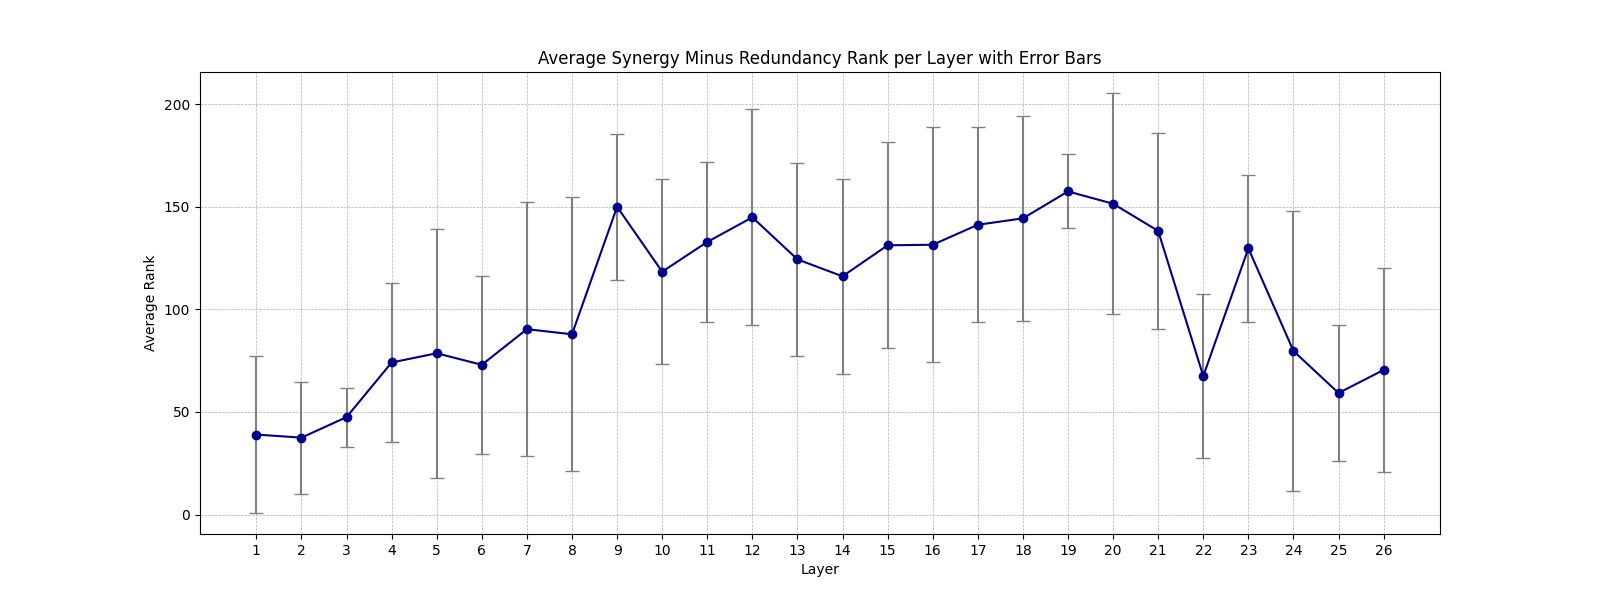 Average Synergy Minus Redundancy Rank per Layer with Error Bars
200
150
100
50
0
Average Rank
1 2 3 4 5 6 7 8 9 10 11 12 13 14 15 16 17 18 19 20 21 22 23 24 25 26
Layer